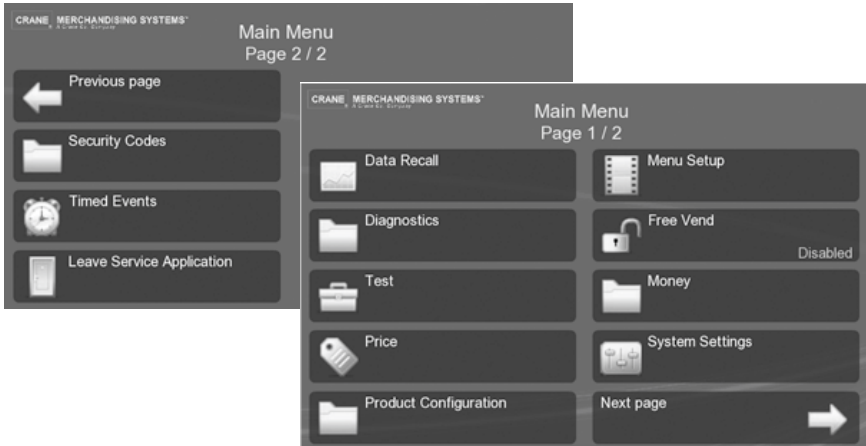 CRANE MERCHANDISING SYSTEMS
Main Menu
Page 2 / 2
Previous page
Security Codes
Timed Events
Leave Service Application
CRANE MERCHANDISING SYSTEMS
Main Menu
Page 1 / 2
Data Recall
Menu Setup
Diagnostics
Free Vend
Disabled
Test
Money
Price
System Settings
Product Configuration
Next page